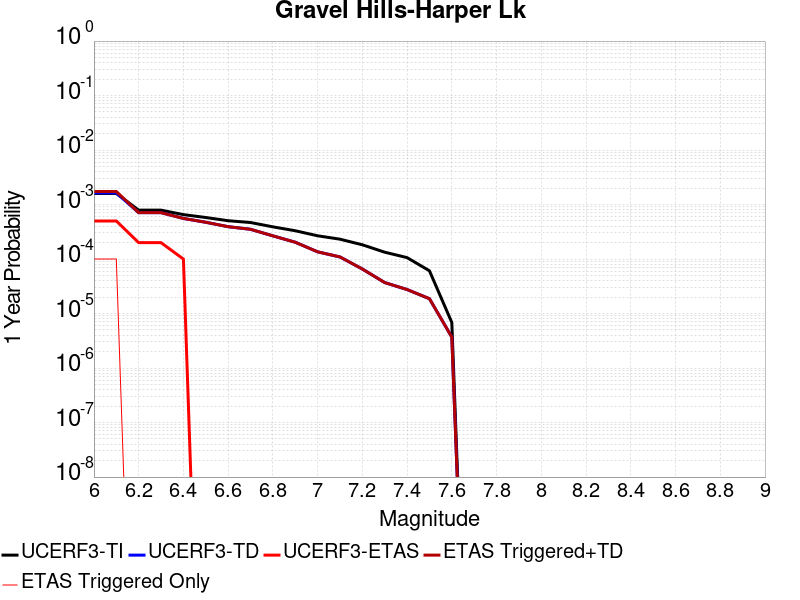 Gravel Hills-Harper Lk
10^0
10^-1
10^-2
10^-3
10^-4
10^-5
10^-6
10^-7
10^-8
1 Year Probability
6 6.2 6.4 6.6 6.8 7 7.2 7.4 7.6 7.8 8 8.2 8.4 8.6 8.8 9
Magnitude
UCERF3-TI UCERF3-TD UCERF3-ETAS ETAS Triggered+TD
ETAS Triggered Only